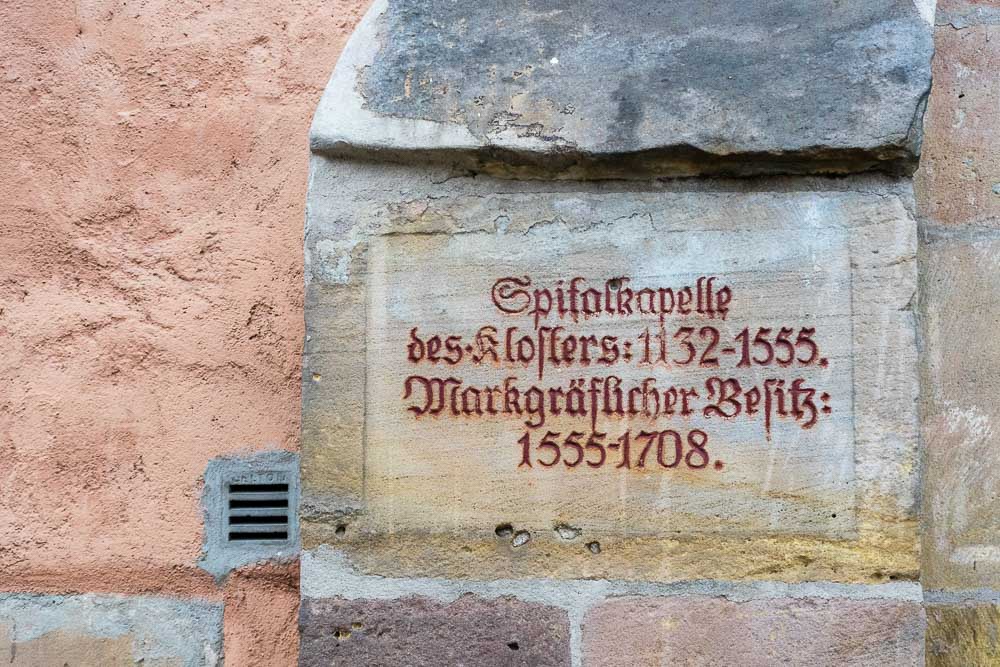 Spitalkapelle
des Klosters: 1132-1555.
Markgräflicher Besitz:
1555-1708.